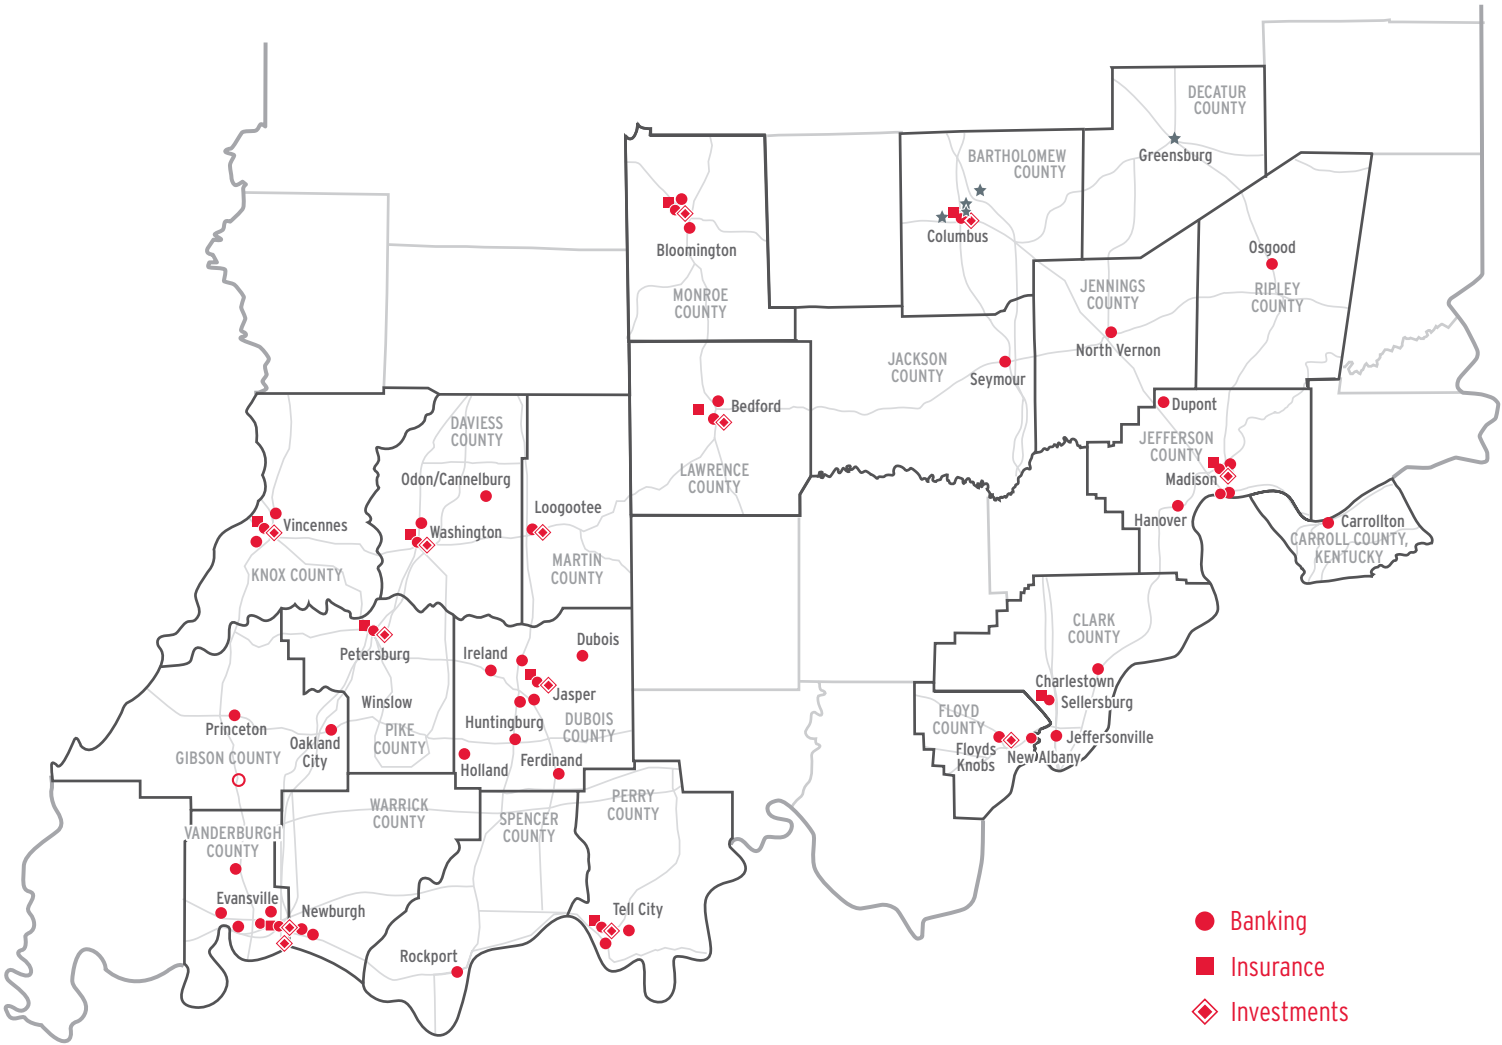 DECATUR
COUNTY
Greensburg
BARTHOLOMEW
COUNTY
Columbus
Bloomington
MONROE
COUNTY
Osgood
RIPLEY
COUNTY
JENNINGS
COUNTY
North Vernon
JACKSON
COUNTY
Seymour
Bedford
LAWRENCE
COUNTY
Dupont
JEFFERSON
COUNTY
Madison
Hanover
Carrollton
CARROLL COUNTY,
KENTUCKY
DAVIESS
COUNTY
Odon/Cannelburg
Washington
Loogootee
MARTIN
COUNTY
Vincennes
KNOX COUNTY
Petersburg
Winslow
PIKE
COUNTY
Ireland
Dubois
Jasper
Huntingburg
DUBOIS
COUNTY
Holland
Ferdinand
Princeton
Oakland
City
GIBSON COUNTY
CLARK
COUNTY
Charlestown
Sellersburg
Jeffersonville
FLOYD
COUNTY
Floyds
Knobs
New Albany
WARRICK
COUNTY
SPENCER
COUNTY
PERRY
COUNTY
VANDERBURGH
COUNTY
Evansville
Newburgh
Rockport
Tell City
Banking
Insurance
Investments